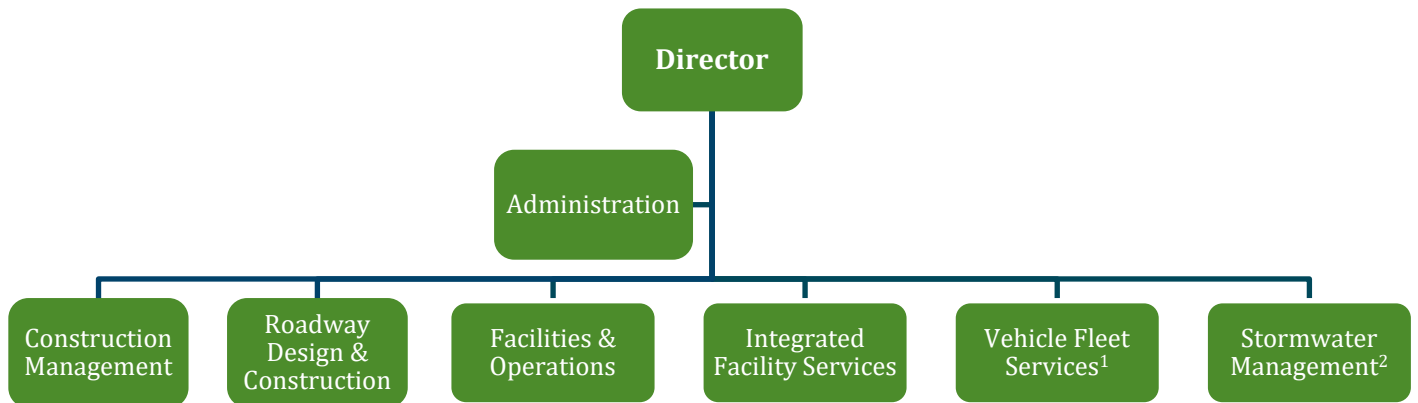 Director
Administration
Construction
Management
Roadway
Design &
Construction
Facilities &
Operations
Integrated
Facility Services
Vehicle Fleet
Services¹
Stormwater
Management²